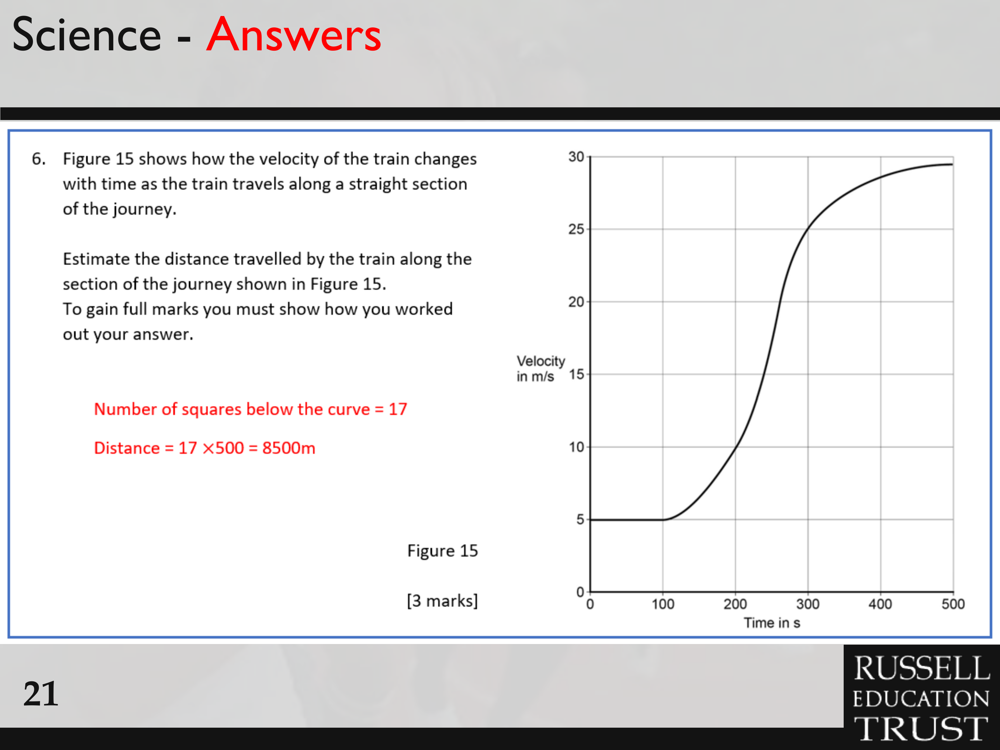 Science - Answers
6. Figure 15 shows how the velocity of the train changes
with time as the train travels along a straight section
of the journey.
Estimate the distance travelled by the train along the
section of the journey shown in Figure 15.
To gain full marks you must show how you worked
out your answer.
Number of squares below the curve = 17
Distance = 17 ×500 = 8500m
Figure 15
[3 marks]
30
25
20
Velocity
in m/s
15
10
5
0
0 100 200 300 400 500
Time in s
21
RUSSELL
EDUCATION
TRUST